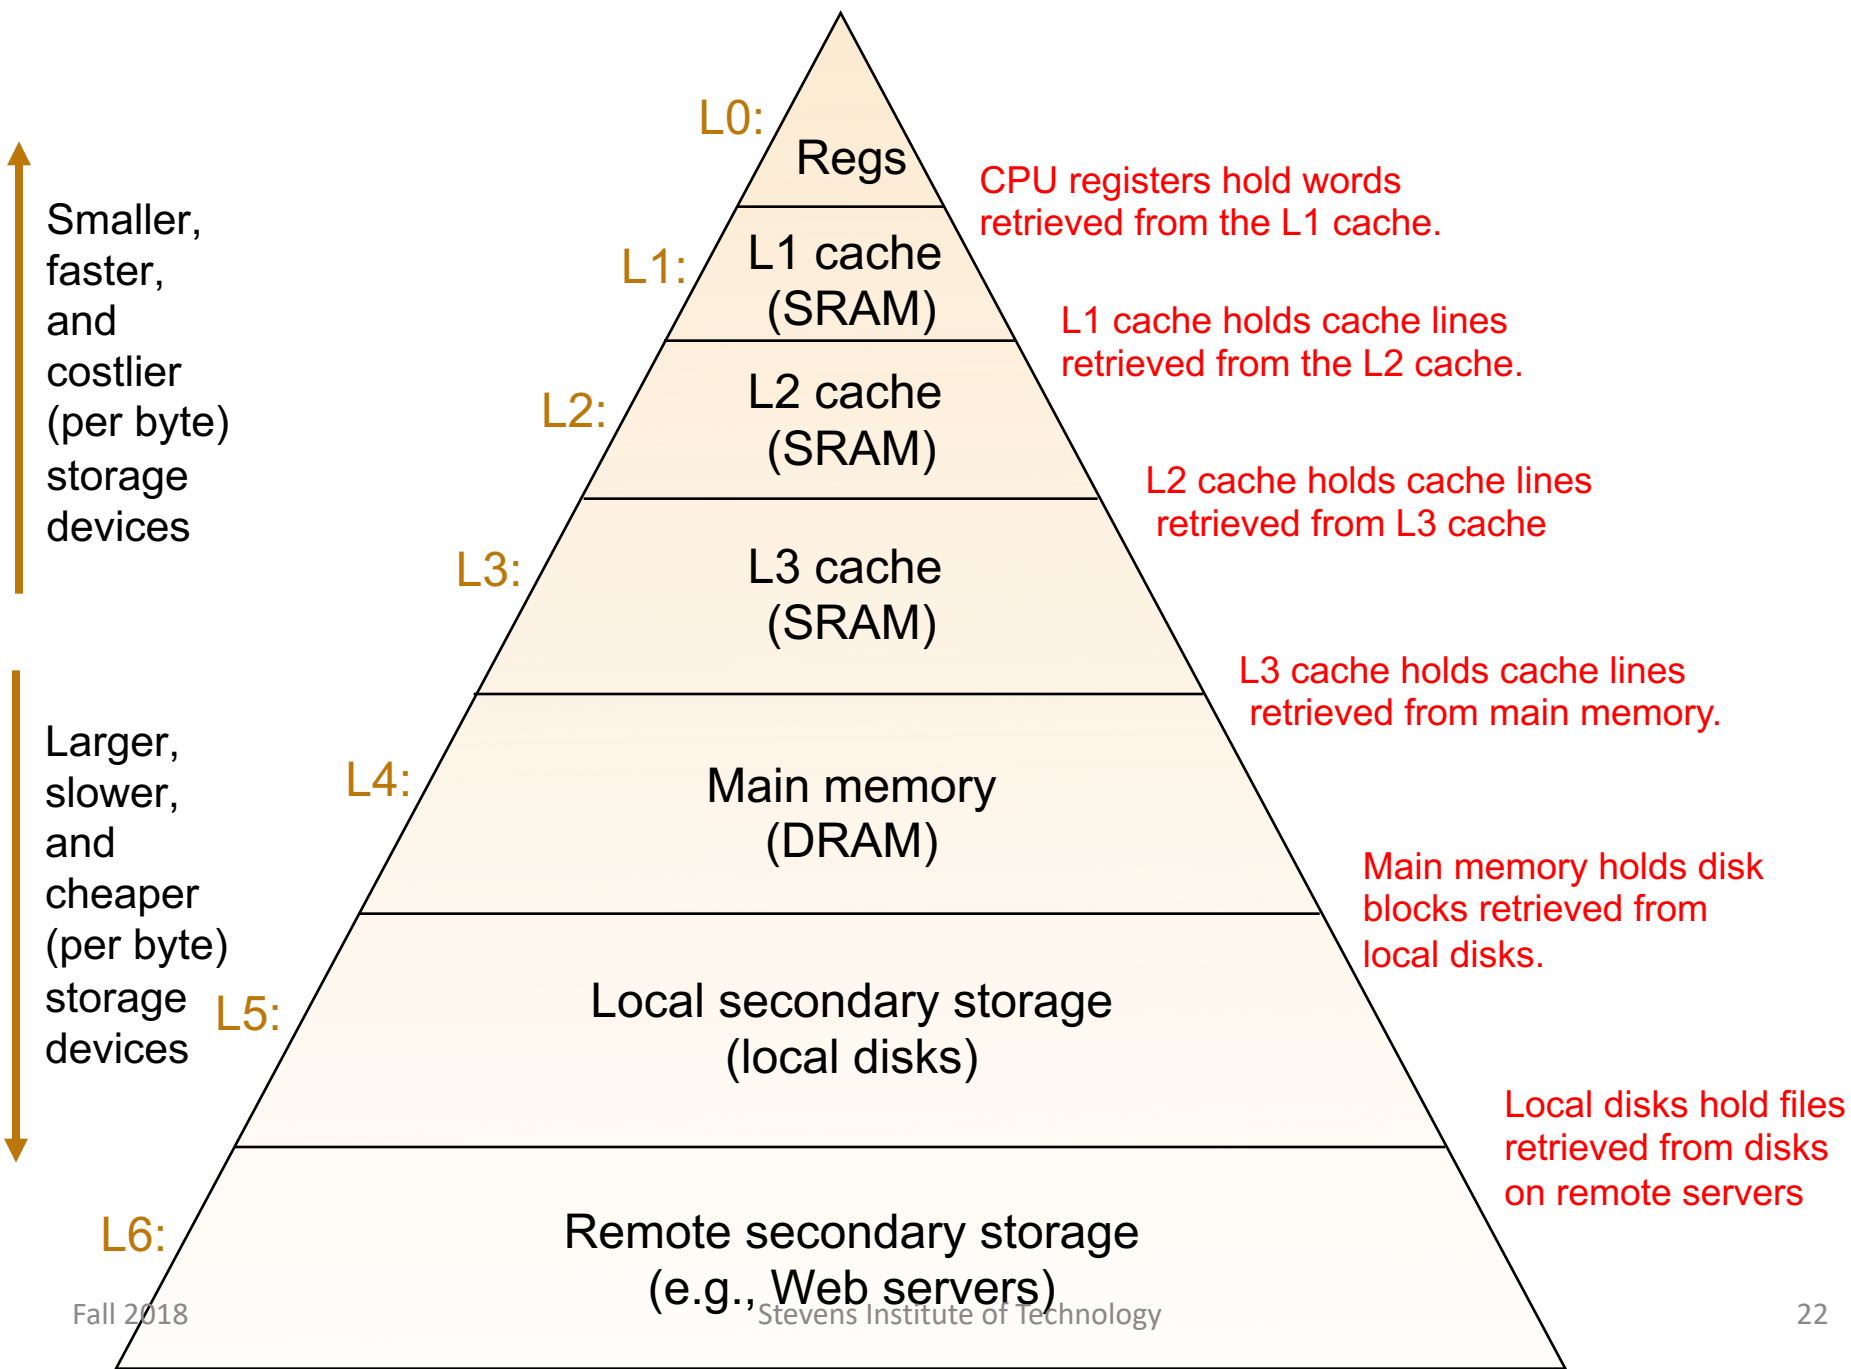 L0:
Regs
CPU registers hold words
retrieved from the L1 cache.
Smaller,
faster,
and
costlier
(per byte)
storage
devices
L1:
L1 cache
(SRAM)
L1 cache holds cache lines
retrieved from the L2 cache.
L2:
L2 cache
(SRAM)
L2 cache holds cache lines
retrieved from L3 cache
L3:
L3 cache
(SRAM)
L3 cache holds cache lines
retrieved from main memory.
Larger,
slower,
and
cheaper
(per byte)
storage
devices
L4:
Main memory
(DRAM)
Main memory holds disk
blocks retrieved from
local disks.
L5:
Local secondary storage
(local disks)
Local disks hold files
retrieved from disks
on remote servers
L6:
Remote secondary storage
(e.g., Web servers)
Fall 2018
Stevens Institute of Technology
22